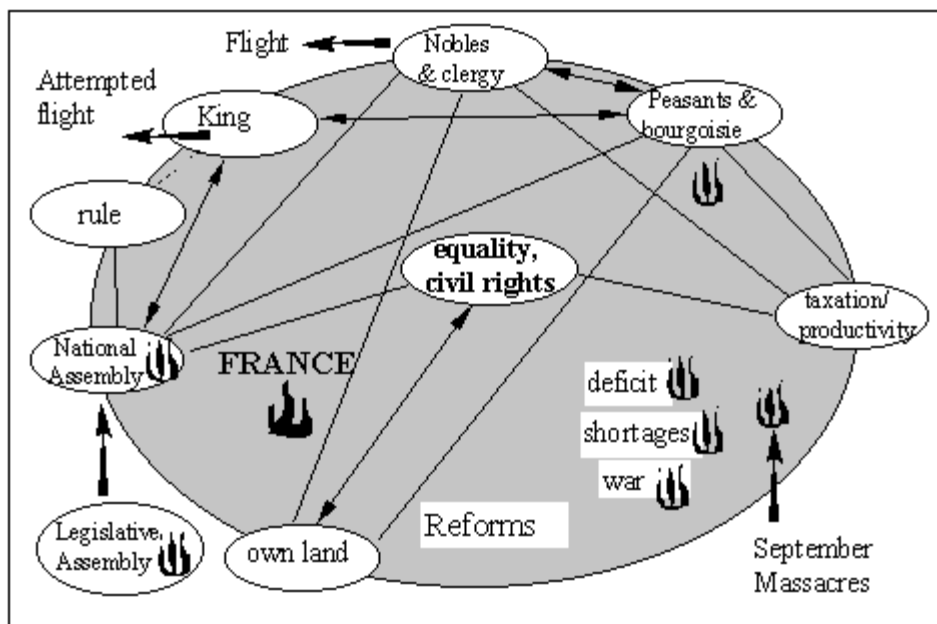 Flight
Nobles
& clergy
Attempted
flight
King
Peasants &
bourgoisie
rule
equality,
civil rights
taxation/
productivity
National
Assembly
FRANCE
deficit
shortages
war
Legislative
Assembly
own land
Reforms
September
Massacres